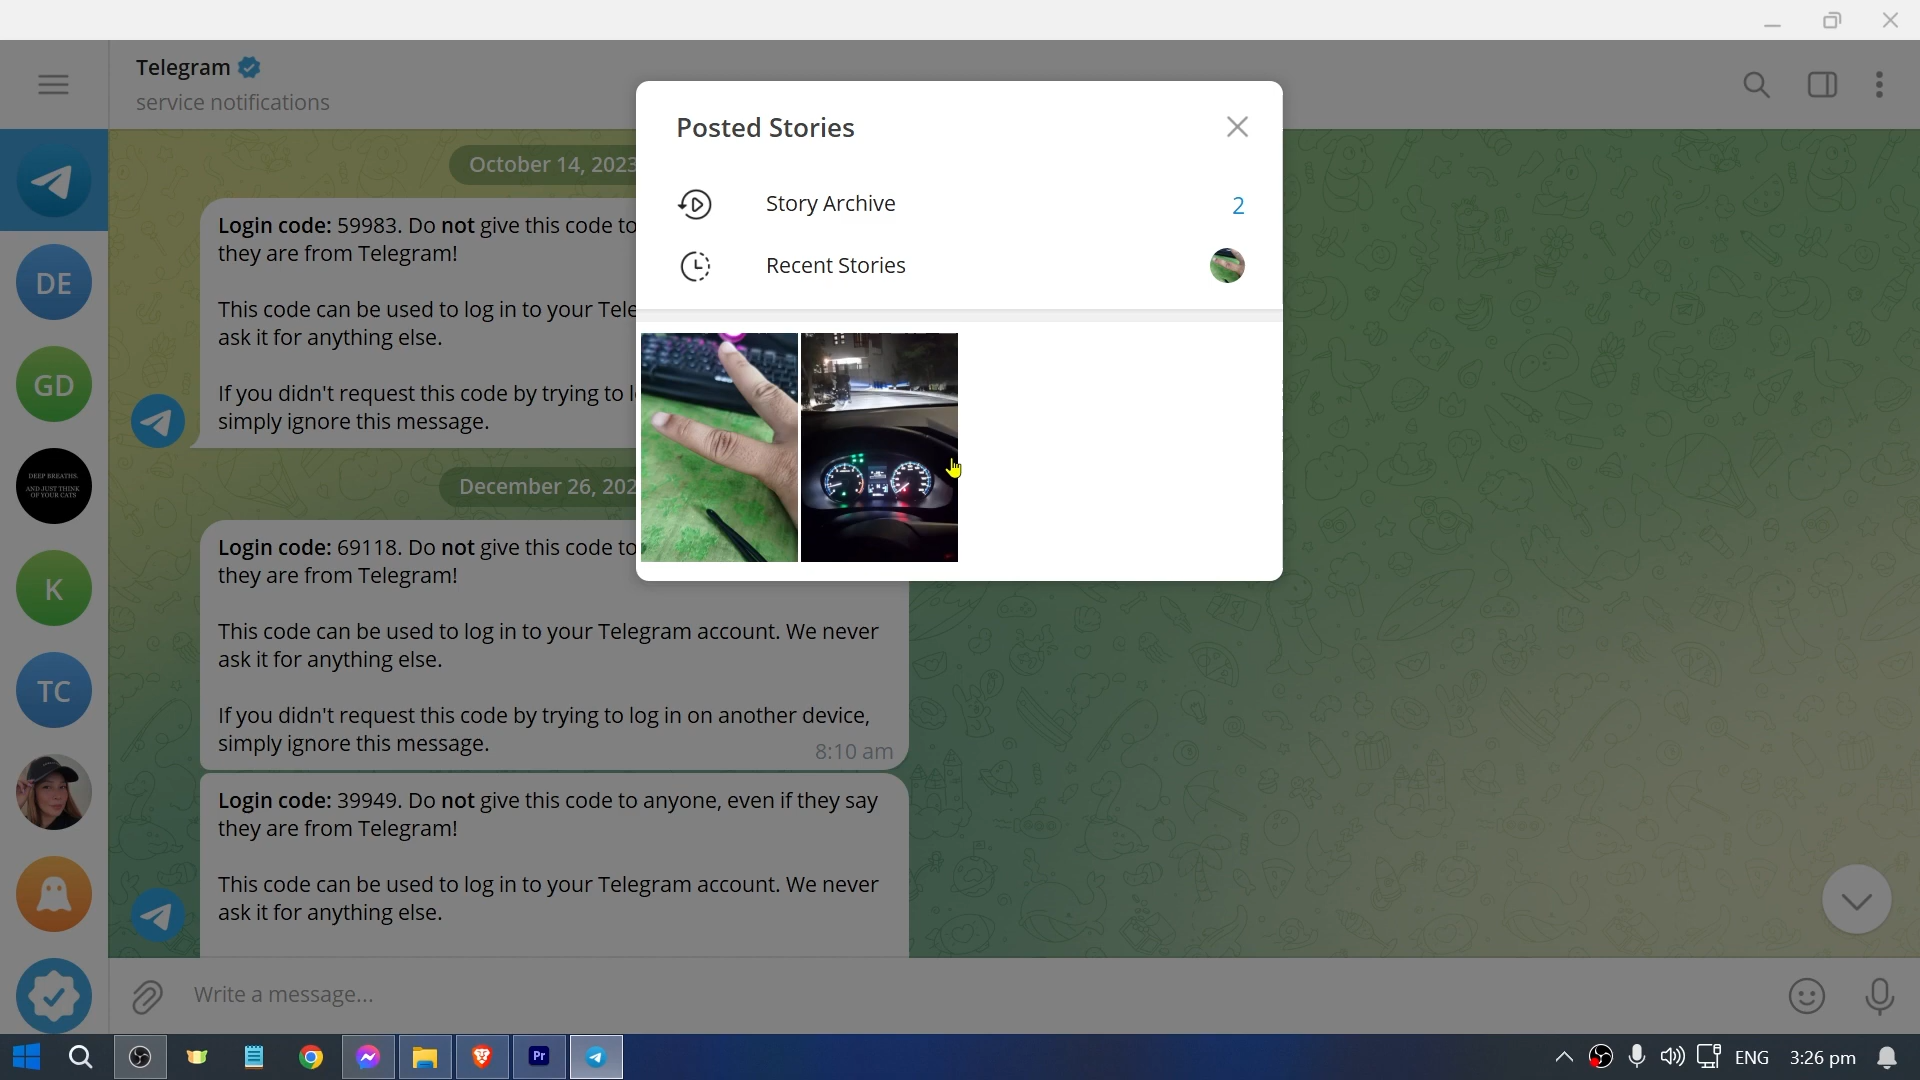 Telegram
service notifications
October 14, 2023
Login code: 59983. Do not give this code to
they are from Telegram!
This code can be used to log in to your Tele
ask it for anything else.
If you didn't request this code by trying to l
simply ignore this message.
December 26, 202
Login code: 69118. Do not give this code to
they are from Telegram!
This code can be used to log in to your Telegram account. We never
ask it for anything else.
If you didn't request this code by trying to log in on another device,
simply ignore this message.
8:10 am
Login code: 39949. Do not give this code to anyone, even if they say
they are from Telegram!
This code can be used to log in to your Telegram account. We never
ask it for anything else.
Posted Stories
Story Archive 2
Recent Stories
DE
GD
DEEP BREATHS.
AND JUST THINK
OF YOUR CATS
K
TC
Write a message...
Pr
ENG 3:26 pm